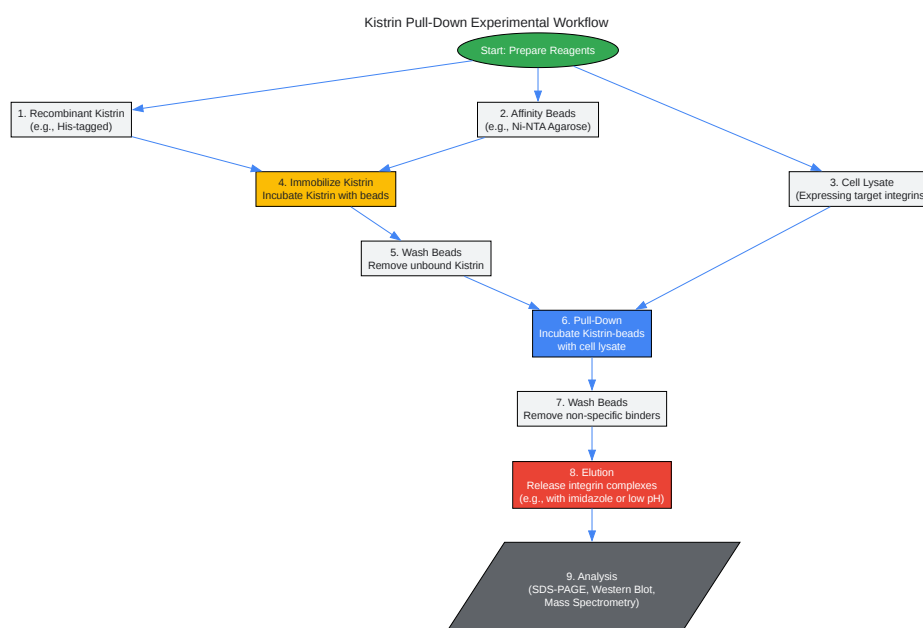 Kistrin Pull-Down Experimental Workflow
Start: Prepare Reagents
1. Recombinant Kistrin
(e.g., His-tagged)
2. Affinity Beads
(e.g., Ni-NTA Agarose)
3. Cell Lysate
(Expressing target integrins
4. Immobilize Kistrin
Incubate Kistrin with beads
5. Wash Beads
Remove unbound Kistrin
6. Pull-Down
Incubate Kistrin-beads
with cell lysate
7. Wash Beads
Remove non-specific binders
8. Elution
Release integrin complexes
(e.g., with imidazole or low pH)
9. Analysis
(SDS-PAGE, Western Blot,
Mass Spectrometry)